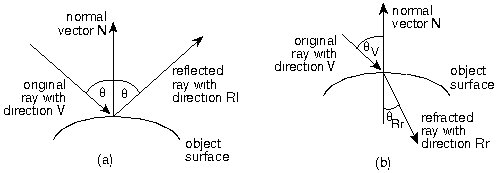 normal
vector N
original
ray with
direction V
θ
θ
reflected
ray with
direction Rl
object
surface
(a)
normal
vector N
original
ray with
direction V
θV
object
surface
θRr
refracted
ray with
direction Rr
(b)